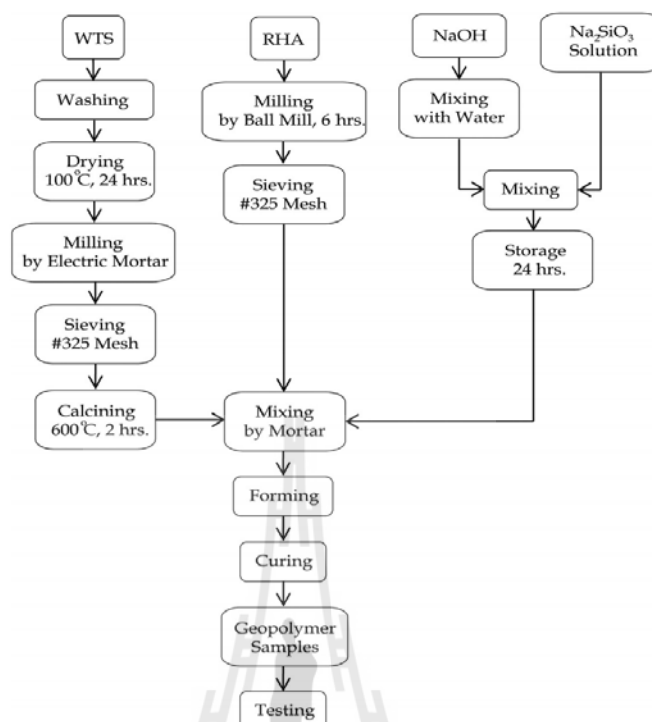 WTS
Washing
Drying
100°C, 24 hrs.
Milling
by Electric Mortar
Sieving
#325 Mesh
Calcining
600°C, 2 hrs.
RHA
Milling
by Ball Mill, 6 hrs.
Sieving
#325 Mesh
NaOH
Mixing
with Water
Na₂SiO₃
Solution
Mixing
Storage
24 hrs.
Mixing
by Mortar
Forming
Curing
Geopolymer
Samples
Testing